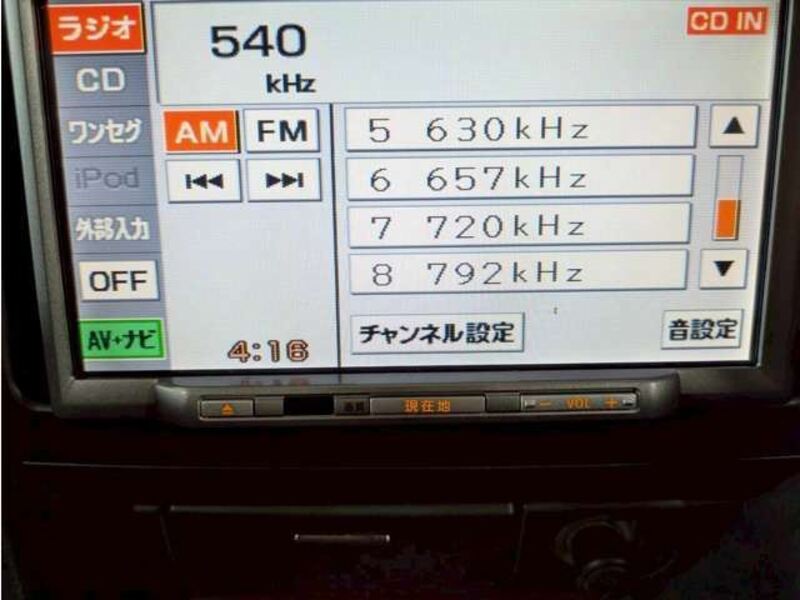 ラジオ
540
kHz
CD IN
CD
ワンセグ
iPod
外部入力
OFF
AV+ナビ
AM
FM
4:16
5 630kHz
6 657kHz
7 720kHz
8 792kHz
チャンネル設定
音設定
現在地
- VOL +